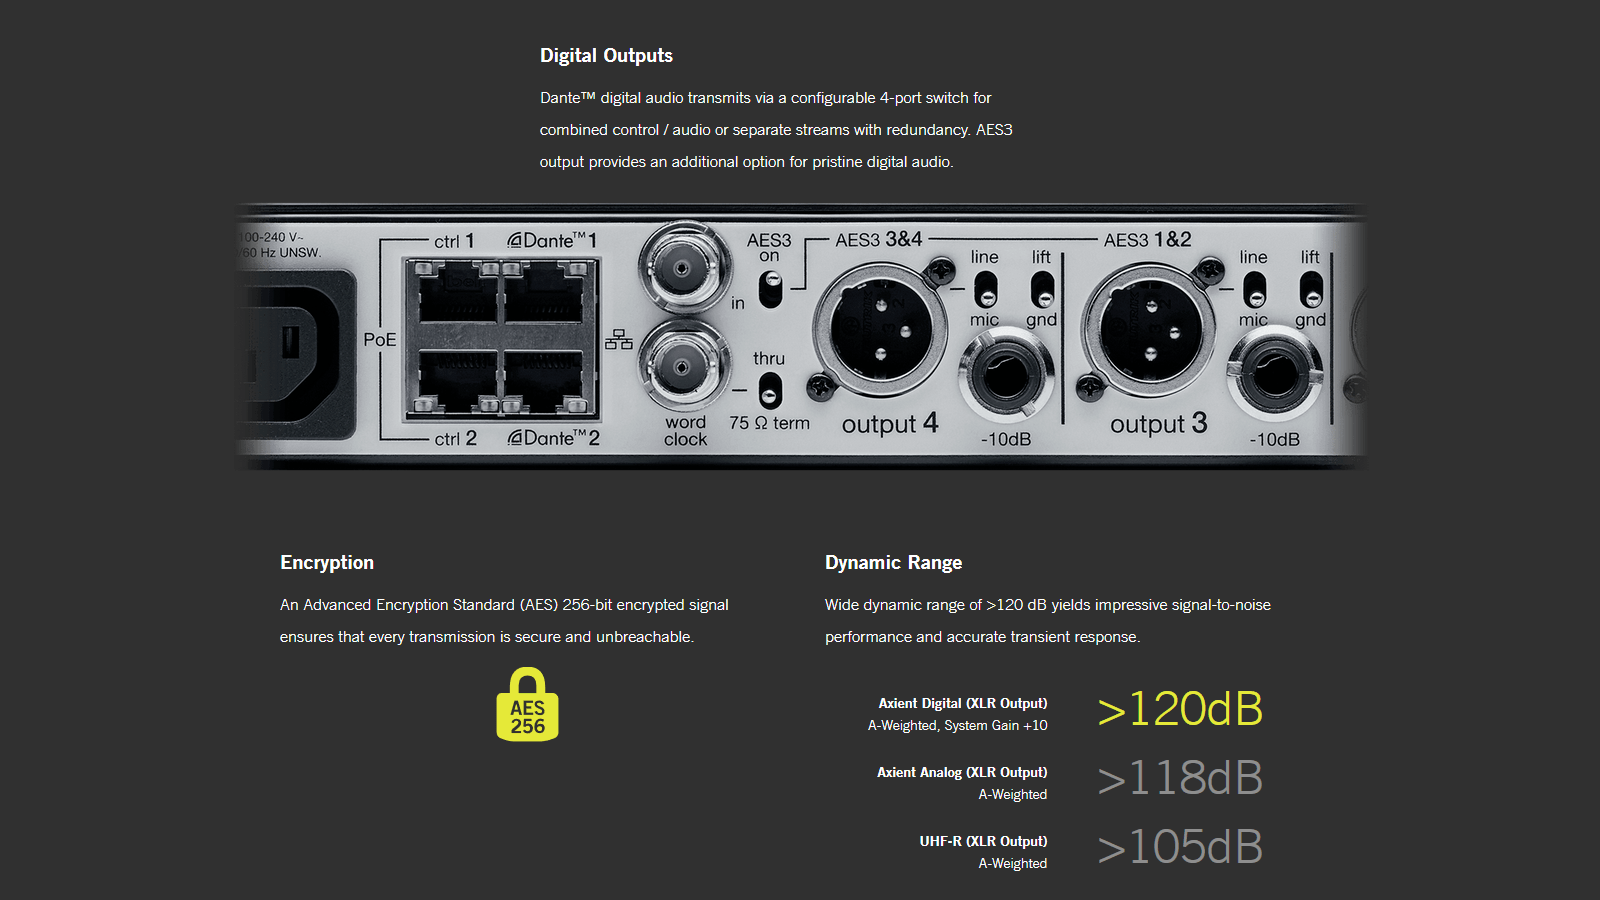 Digital Outputs
Dante™ digital audio transmits via a configurable 4-port switch for
combined control / audio or separate streams with redundancy. AES3
output provides an additional option for pristine digital audio.
100-240 V~
/60 Hz UNSW.
ctrl 1
Dante™ 1
PoE
ctrl 2
Dante™ 2
in
word
clock
AES3
on
thru
75 Ω term
AES3 3&4
AES3 1&2
line
lift
mic
gnd
output 4
-10dB
line
lift
mic
gnd
output 3
-10dB
Encryption
An Advanced Encryption Standard (AES) 256-bit encrypted signal
ensures that every transmission is secure and unbreachable.
AES
256
Dynamic Range
Wide dynamic range of >120 dB yields impressive signal-to-noise
performance and accurate transient response.
Axient Digital (XLR Output)
A-Weighted, System Gain +10
>120dB
Axient Analog (XLR Output)
A-Weighted
>118dB
UHF-R (XLR Output)
A-Weighted
>105dB